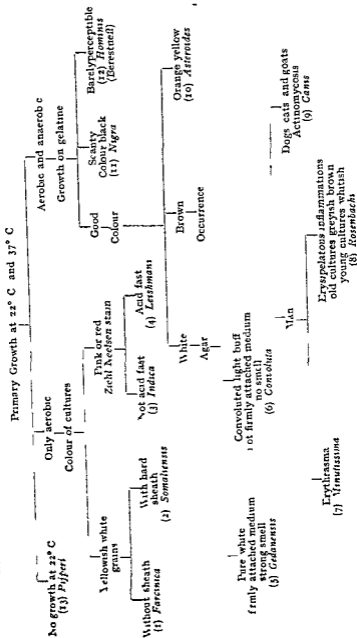 Primary Growth at 22° C and 37° C
No growth at 22° C
(13) Pijperi
Only aerobic
Colour of cultures
Aerobic and anaerobic
Growth on gelatine
Yellowish white
grains
Pink or red
Ziehl Neelsen stain
Good
Colour
Scanty
Colour black
(11) Nigra
Barely perceptible
(12) Hominis
(Berestneff)
Without sheath
(1) Farcinica
With hard
sheath
(2) Somaliensis
Not acid fast
(3) Indica
Acid fast
(4) Leishmani
White
Agar
Brown
Occurrence
Orange yellow
(10) Asteroides
Pure white
firmly attached medium
strong smell
(5) Gedanensis
Convoluted light buff
not firmly attached medium
no smell
(6) Convoluta
Man
Dogs cats and goats
Actinomycosis
(9) Canis
Erythrasma
(7) Minutissima
Erysipelatous inflammations
old cultures greyish brown
young cultures whitish
(8) Rosenbachi